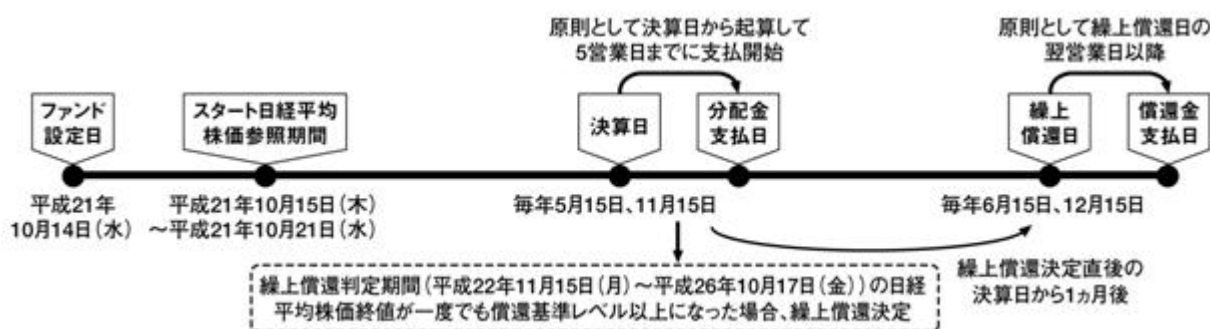 原則として決算日から起算して
5営業日までに支払開始
原則として繰上償還日の
翌営業日以降
ファンド
設定日
スタート日経平均
株価参照期間
決算日
分配金
支払日
繰上
償還日
償還金
支払日
平成21年
10月14日(水)
平成21年10月15日(木)
～平成21年10月21日(水)
毎年5月15日、11月15日
毎年6月15日、12月15日
繰上償還判定期間(平成22年11月15日(月)～平成26年10月17日(金))の日経
平均株価終値が一度でも償還基準レベル以上になった場合、繰上償還決定
繰上償還決定直後の
決算日から1ヵ月後